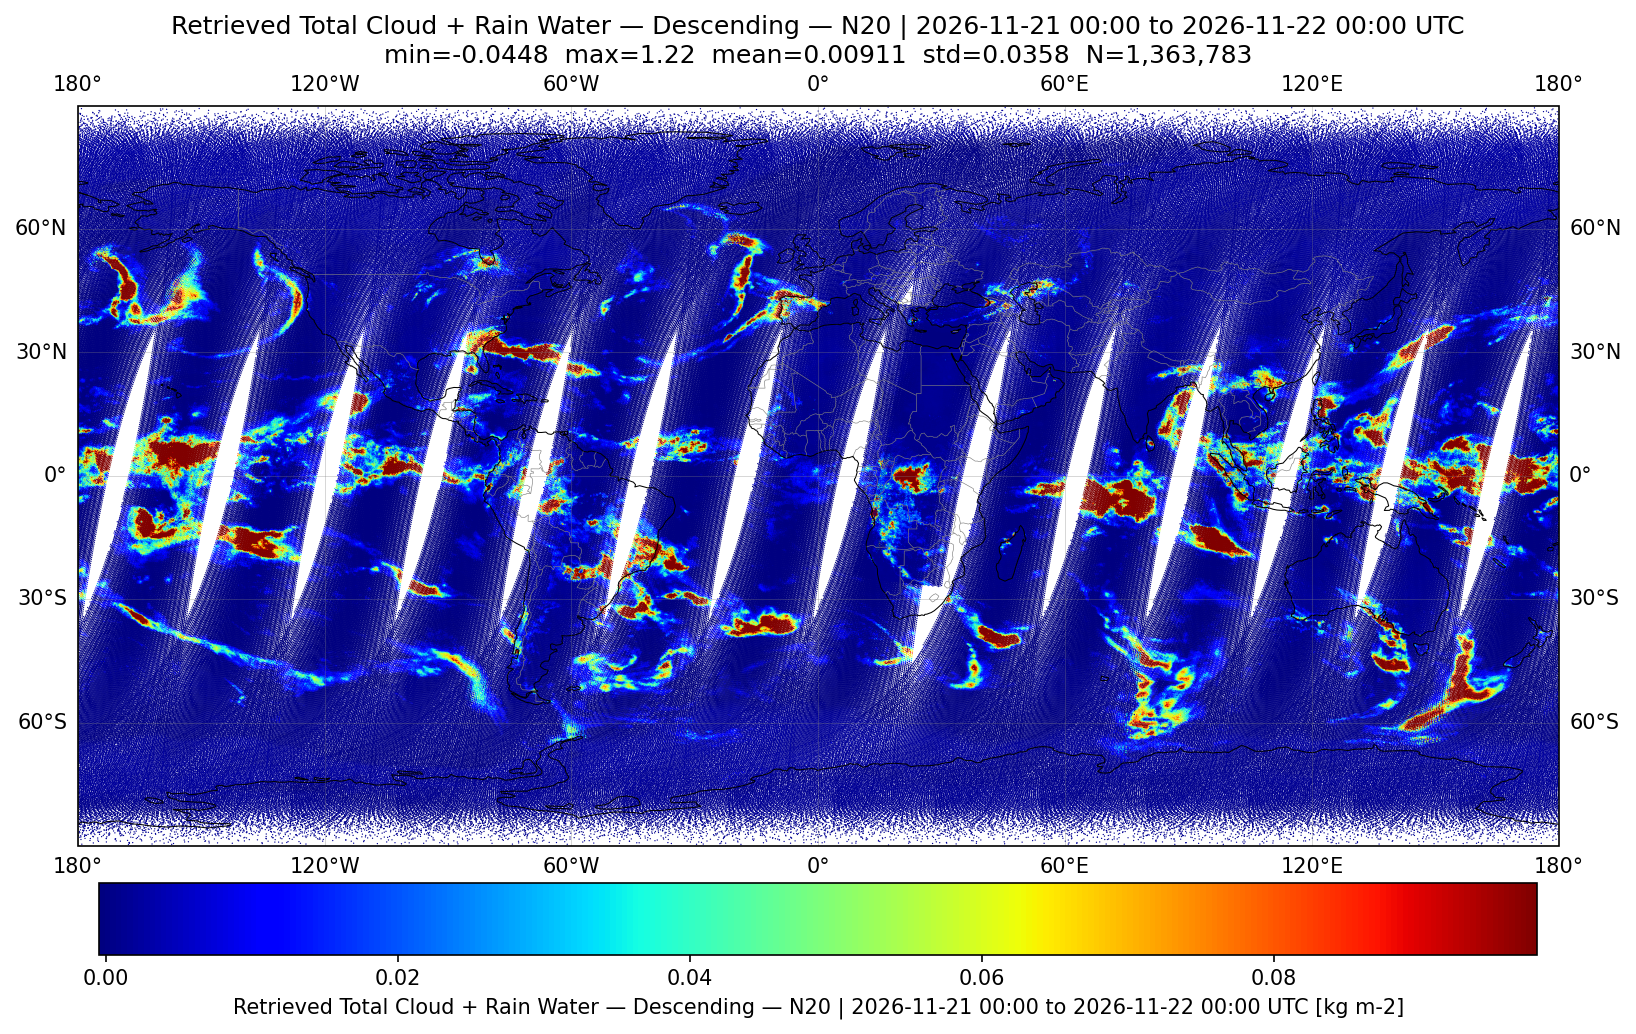 Retrieved Total Cloud + Rain Water — Descending — N20 | 2026-11-21 00:00 to 2026-11-22 00:00 UTC
min=-0.0448  max=1.22  mean=0.00911  std=0.0358  N=1,363,783
180° 120°W 60°W 0° 60°E 120°E 180°
60°N 60°N
30°N 30°N
0° 0°
30°S 30°S
60°S 60°S
180° 120°W 60°W 0° 60°E 120°E 180°
0.00 0.02 0.04 0.06 0.08
Retrieved Total Cloud + Rain Water — Descending — N20 | 2026-11-21 00:00 to 2026-11-22 00:00 UTC [kg m-2]